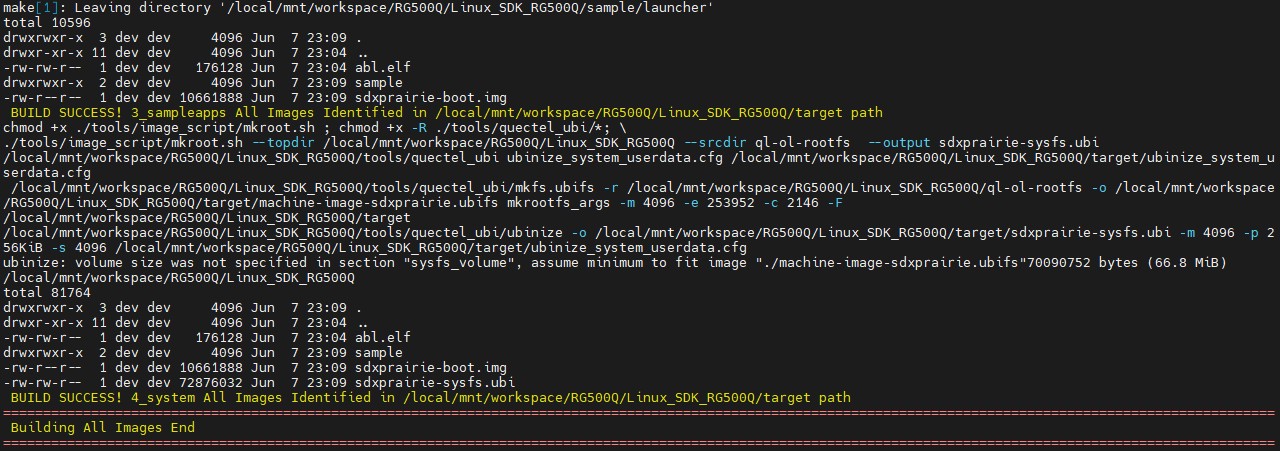 make[1]: Leaving directory '/local/mnt/workspace/RG500Q/Linux_SDK_RG500Q/sample/launcher'
total 10596
drwxrwxr-x  3 dev dev     4096 Jun  7 23:09 .
drwxr-xr-x 11 dev dev     4096 Jun  7 23:04 ..
-rw-rw-r--  1 dev dev   176128 Jun  7 23:04 abl.elf
drwxrwxr-x  2 dev dev     4096 Jun  7 23:09 sample
-rw-r--r--  1 dev dev 10661888 Jun  7 23:09 sdxprairie-boot.img
 BUILD SUCCESS! 3_sampleapps All Images Identified in /local/mnt/workspace/RG500Q/Linux_SDK_RG500Q/target path
chmod +x ./tools/image_script/mkroot.sh ; chmod +x -R ./tools/quectel_ubi/*; \
./tools/image_script/mkroot.sh --topdir /local/mnt/workspace/RG500Q/Linux_SDK_RG500Q --srcdir ql-ol-rootfs  --output sdxprairie-sysfs.ubi
/local/mnt/workspace/RG500Q/Linux_SDK_RG500Q/tools/quectel_ubi ubinize_system_userdata.cfg /local/mnt/workspace/RG500Q/Linux_SDK_RG500Q/target/ubinize_system_u
serdata.cfg
 /local/mnt/workspace/RG500Q/Linux_SDK_RG500Q/tools/quectel_ubi/mkfs.ubifs -r /local/mnt/workspace/RG500Q/Linux_SDK_RG500Q/ql-ol-rootfs -o /local/mnt/workspace
/RG500Q/Linux_SDK_RG500Q/target/machine-image-sdxprairie.ubifs mkrootfs_args -m 4096 -e 253952 -c 2146 -F
/local/mnt/workspace/RG500Q/Linux_SDK_RG500Q/target
/local/mnt/workspace/RG500Q/Linux_SDK_RG500Q/tools/quectel_ubi/ubinize -o /local/mnt/workspace/RG500Q/Linux_SDK_RG500Q/target/sdxprairie-sysfs.ubi -m 4096 -p 2
56KiB -s 4096 /local/mnt/workspace/RG500Q/Linux_SDK_RG500Q/target/ubinize_system_userdata.cfg
ubinize: volume size was not specified in section "sysfs_volume", assume minimum to fit image "./machine-image-sdxprairie.ubifs"70090752 bytes (66.8 MiB)
/local/mnt/workspace/RG500Q/Linux_SDK_RG500Q
total 81764
drwxrwxr-x  3 dev dev     4096 Jun  7 23:09 .
drwxr-xr-x 11 dev dev     4096 Jun  7 23:04 ..
-rw-rw-r--  1 dev dev   176128 Jun  7 23:04 abl.elf
drwxrwxr-x  2 dev dev     4096 Jun  7 23:09 sample
-rw-r--r--  1 dev dev 10661888 Jun  7 23:09 sdxprairie-boot.img
-rw-rw-r--  1 dev dev 72876032 Jun  7 23:09 sdxprairie-sysfs.ubi
 BUILD SUCCESS! 4_system All Images Identified in /local/mnt/workspace/RG500Q/Linux_SDK_RG500Q/target path
===============================================================================================================================================================
 Building All Images End
===============================================================================================================================================================